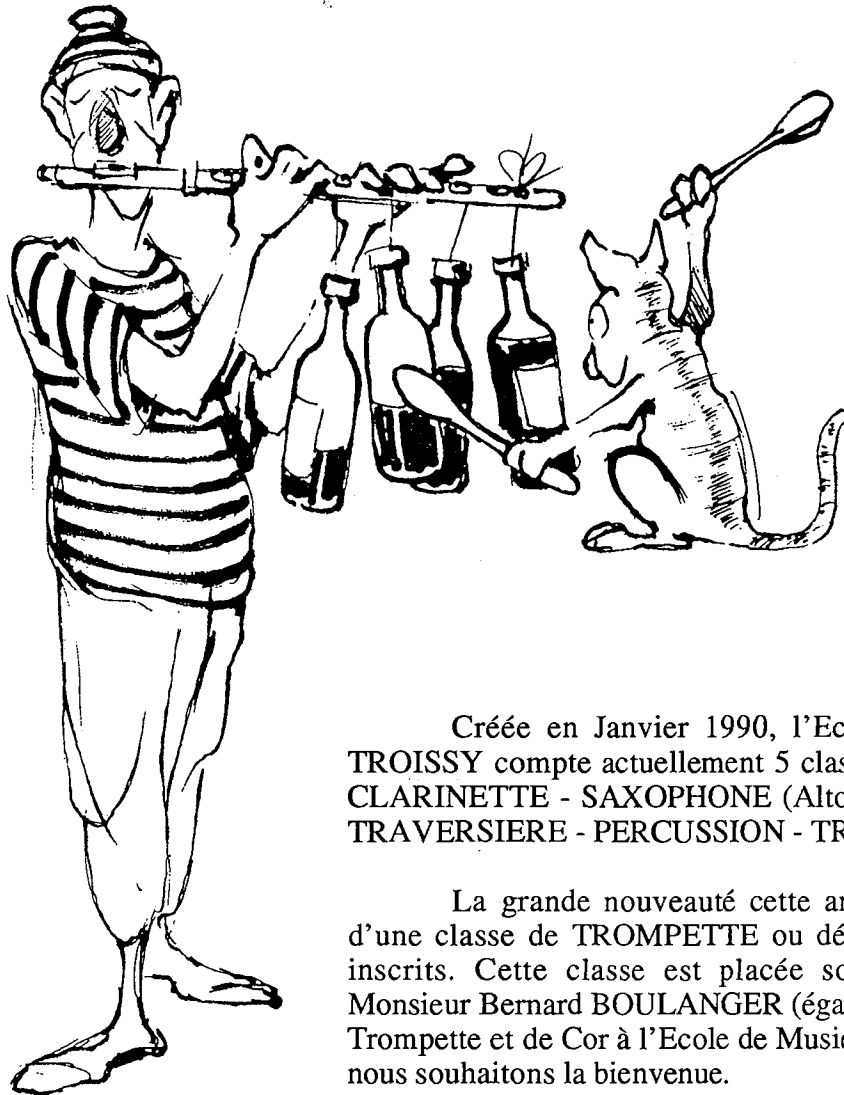 Créée en Janvier 1990, l'Ec
TROISSY compte actuellement 5 clas
CLARINETTE - SAXOPHONE (Alto
TRAVERSIERE - PERCUSSION - TR
La grande nouveauté cette an
d'une classe de TROMPETTE ou dé
inscrits. Cette classe est placée so
Monsieur Bernard BOULANGER (éga
Trompette et de Cor à l'Ecole de Musi
nous souhaitons la bienvenue.